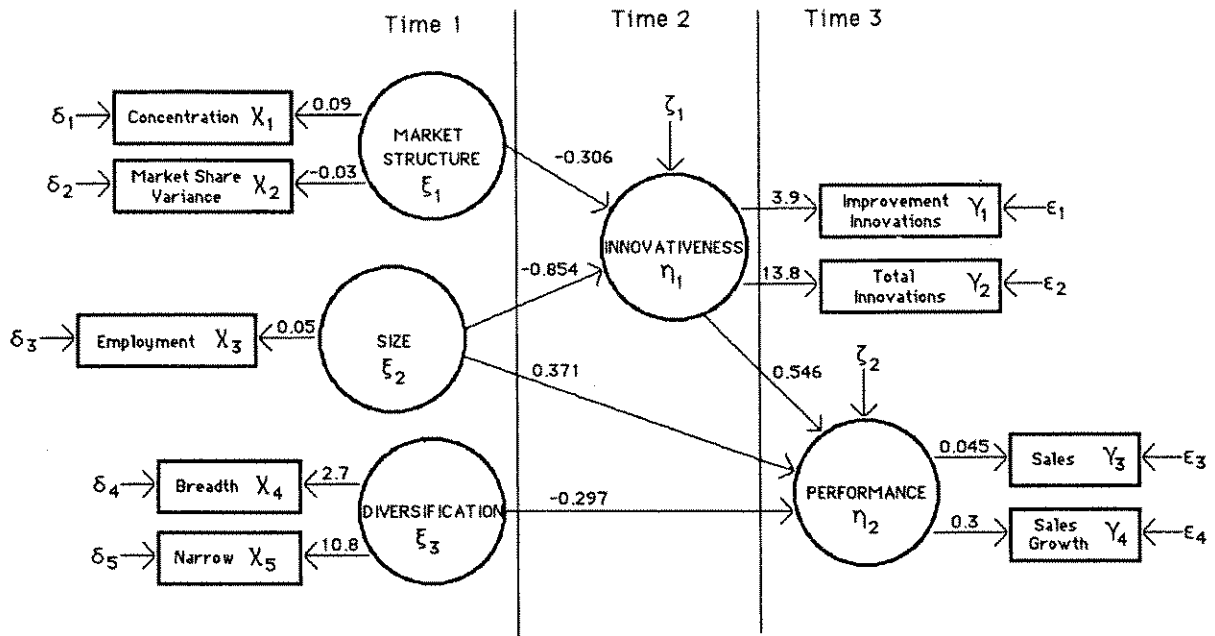 Time 1
Time 2
Time 3
δ1
Concentration X1
0.09
MARKET
STRUCTURE
ξ1
δ2
Market Share
Variance X2
-0.03
-0.306
ζ1
INNOVATIVENESS
η1
3.9
Improvement
Innovations Y1
ε1
13.8
Total
Innovations Y2
ε2
-0.854
δ3
Employment X3
0.05
SIZE
ξ2
0.371
0.546
ζ2
δ4
Breadth X4
2.7
DIVERSIFICATION
ξ3
-0.297
δ5
Narrow X5
10.8
PERFORMANCE
η2
0.045
Sales Y3
ε3
0.3
Sales
Growth Y4
ε4